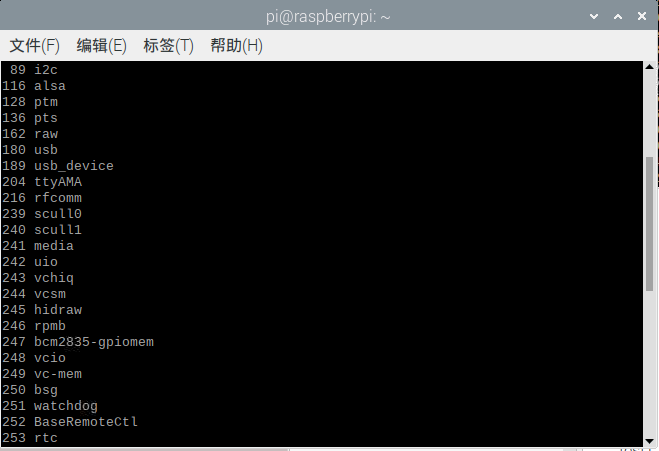 pi@raspberrypi: ~
文件(F) 编辑(E) 标签(T) 帮助(H)
89 i2c
116 alsa
128 ptm
136 pts
162 raw
180 usb
189 usb_device
204 ttyAMA
216 rfcomm
239 scull0
240 scull1
241 media
242 uio
243 vchiq
244 vcsm
245 hidraw
246 rpmb
247 bcm2835-gpiomem
248 vcio
249 vc-mem
250 bsg
251 watchdog
252 BaseRemoteCtl
253 rtc